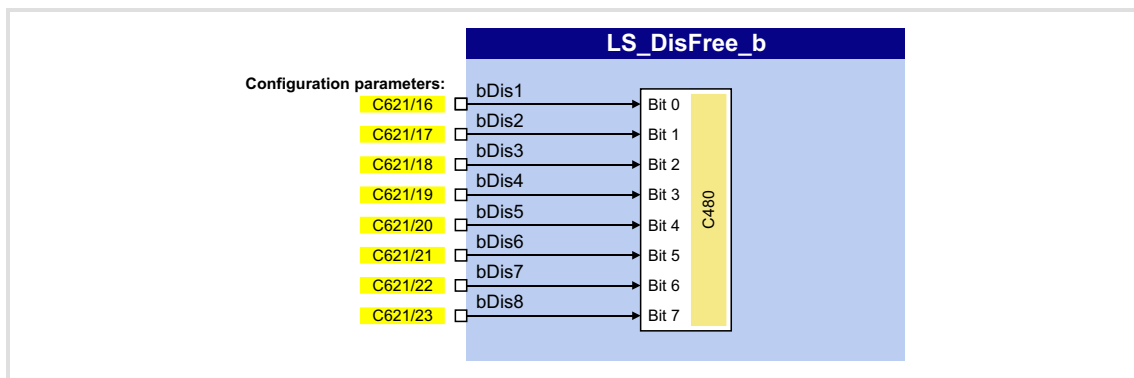 LS_DisFree_b
Configuration parameters:
bDis1
C621/16 Bit 0
bDis2
C621/17 Bit 1
bDis3
C621/18 Bit 2
bDis4
C621/19 Bit 3
bDis5
C621/20 Bit 4
bDis6
C621/21 Bit 5
bDis7
C621/22 Bit 6
bDis8
C621/23 Bit 7
C480